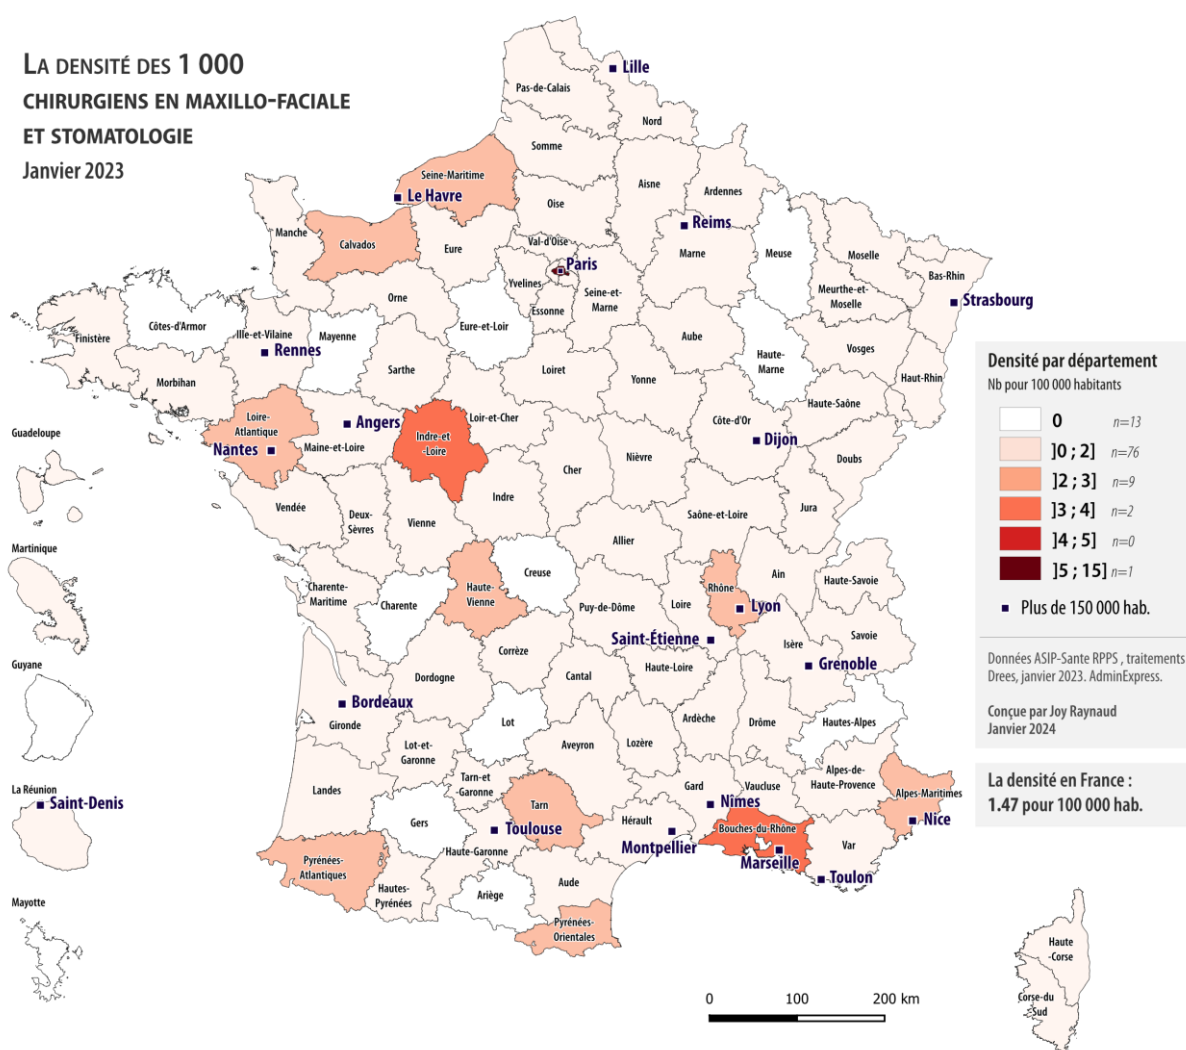 LA DENSITÉ DES 1 000
CHIRURGIENS EN MAXILLO-FACIALE
ET STOMATOLOGIE
Janvier 2023
Lille
Pas-de-Calais
Nord
Somme
Seine-Maritime
Le Havre
Aisne
Ardennes
Oise
Reims
Manche
Calvados
Eure
Val-d'Oise
Paris
Marne
Meuse
Moselle
Bas-Rhin
Yvelines
Seine-et-
Marne
Essonne
Meurthe-et-
Moselle
Strasbourg
Orne
Côtes-d'Armor
Finistère
Ille-et-Vilaine
Rennes
Mayenne
Eure-et-Loir
Aube
Vosges
Haute-
Marne
Morbihan
Sarthe
Loiret
Yonne
Haut-Rhin
Haute-Saône
Loire-
Atlantique
Angers
Nantes
Maine-et-Loire
Indre-et
-Loire
Loir-et-Cher
Côte-d'Or
Dijon
Cher
Nièvre
Doubs
Vendée
Deux-
Sèvres
Vienne
Indre
Saône-et-Loire
Jura
Allier
Charente-
Maritime
Charente
Haute-
Vienne
Creuse
Puy-de-Dôme
Loire
Rhône
Lyon
Ain
Haute-Savoie
Saint-Étienne
Isère
Savoie
Grenoble
Corrèze
Dordogne
Cantal
Haute-Loire
Bordeaux
Gironde
Lot
Ardèche
Drôme
Hautes-Alpes
Lot-et-
Garonne
Aveyron
Lozère
Landes
Tarn-et
-Garonne
Gard
Vaucluse
Alpes-de-
Haute-Provence
Alpes-Maritimes
Nîmes
Nice
Gers
Toulouse
Tarn
Hérault
Montpellier
Bouches-du-Rhône
Marseille
Var
Toulon
Haute-Garonne
Pyrénées-
Atlantiques
Hautes-
Pyrénées
Ariège
Aude
Pyrénées-
Orientales
Haute
-Corse
Corse-du
-Sud
Guadeloupe
Martinique
Guyane
La Réunion
Saint-Denis
Mayotte
Densité par département
Nb pour 100 000 habitants
0 n=13
]0 ; 2] n=76
]2 ; 3] n=9
]3 ; 4] n=2
]4 ; 5] n=0
]5 ; 15] n=1
Plus de 150 000 hab.
Données ASIP-Sante RPPS , traitements
Drees, janvier 2023. AdminExpress.
Conçue par Joy Raynaud
Janvier 2024
La densité en France :
1.47 pour 100 000 hab.
0 100 200 km